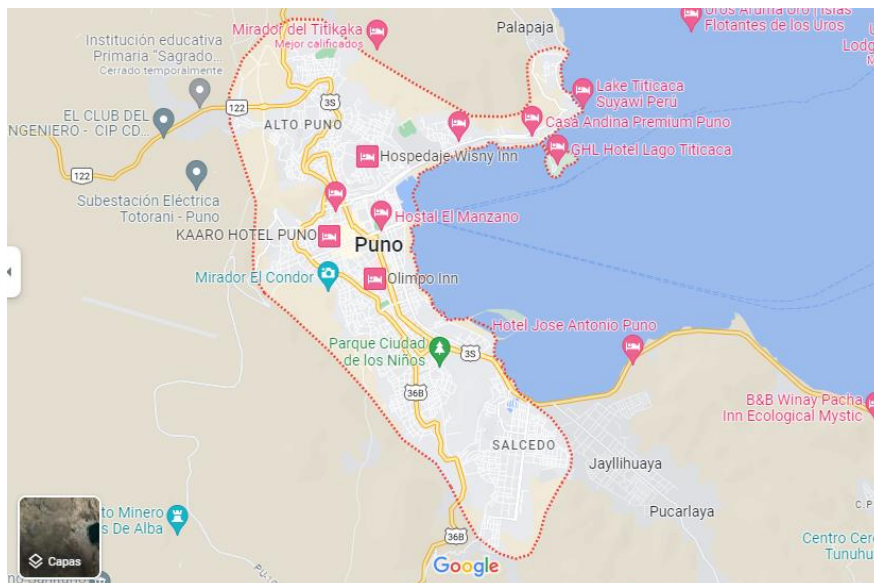 Palapaja
Uros Aruma Uro Islas
Flotantes de los Uros
Lodg
Mirador del Titikaka
Mejor calificados
Institución educativa
Primaria "Sagrado...
Cerrado temporalmente
Lake Titicaca
Suyawi Peru
3S
122
EL CLUB DEL
NGENIERO - CIP CD...
ALTO PUNO
Casa Andina Premium Puno
GHL Hotel Lago Titicaca
Hospedaje Wisny Inn
122
Subestación Eléctrica
Totorani - Puno
Hostal El Manzano
KAARO HOTEL PUNO
Puno
Mirador El Condor
Olimpo Inn
Hotel Jose Antonio Puno
Parque Ciudad
de los Niños
3S
36B
B&B Winay Pacha
Inn Ecological Mystic
SALCEDO
Jayllihuaya
Pucarlaya
to Minero
s De Alba
C.P
36B
Centro Cer
Tunuhu
Capas
Google